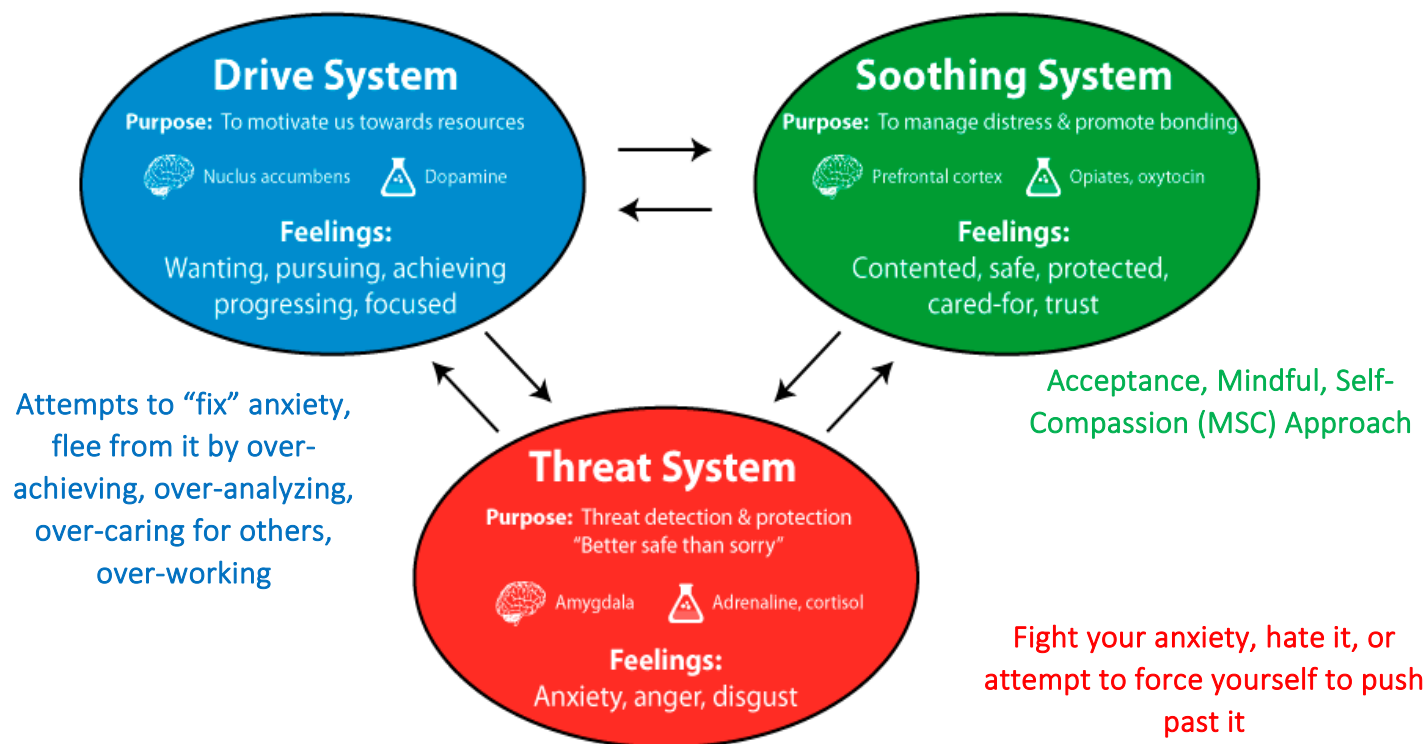 Drive System
Purpose: To motivate us towards resources
Nuclus accumbens
Dopamine
Feelings:
Wanting, pursuing, achieving
progressing, focused
Soothing System
Purpose: To manage distress & promote bonding
Prefrontal cortex
Opiates, oxytocin
Feelings:
Contented, safe, protected,
cared-for, trust
Attempts to “fix” anxiety,
flee from it by over-
achieving, over-analyzing,
over-caring for others,
over-working
Acceptance, Mindful, Self-
Compassion (MSC) Approach
Threat System
Purpose: Threat detection & protection
“Better safe than sorry”
Amygdala
Adrenaline, cortisol
Feelings:
Anxiety, anger, disgust
Fight your anxiety, hate it, or
attempt to force yourself to push
past it